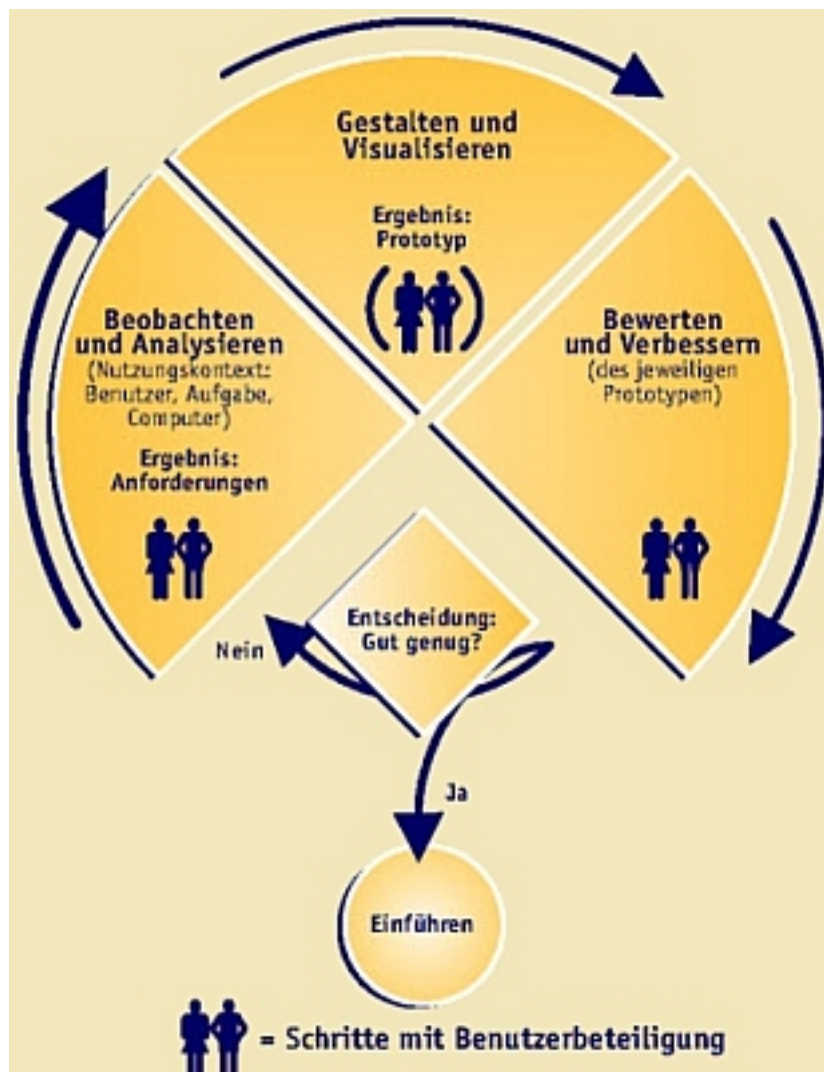 Gestalten und
Visualisieren
Ergebnis:
Prototyp
Beobachten
und Analysieren
(Nutzungskontext:
Benutzer, Aufgabe,
Computer)
Ergebnis:
Anforderungen
Bewerten
und Verbessern
(des jeweiligen
Prototypen)
Entscheidung:
Gut genug?
Nein
Ja
Einführen
= Schritte mit Benutzerbeteiligung